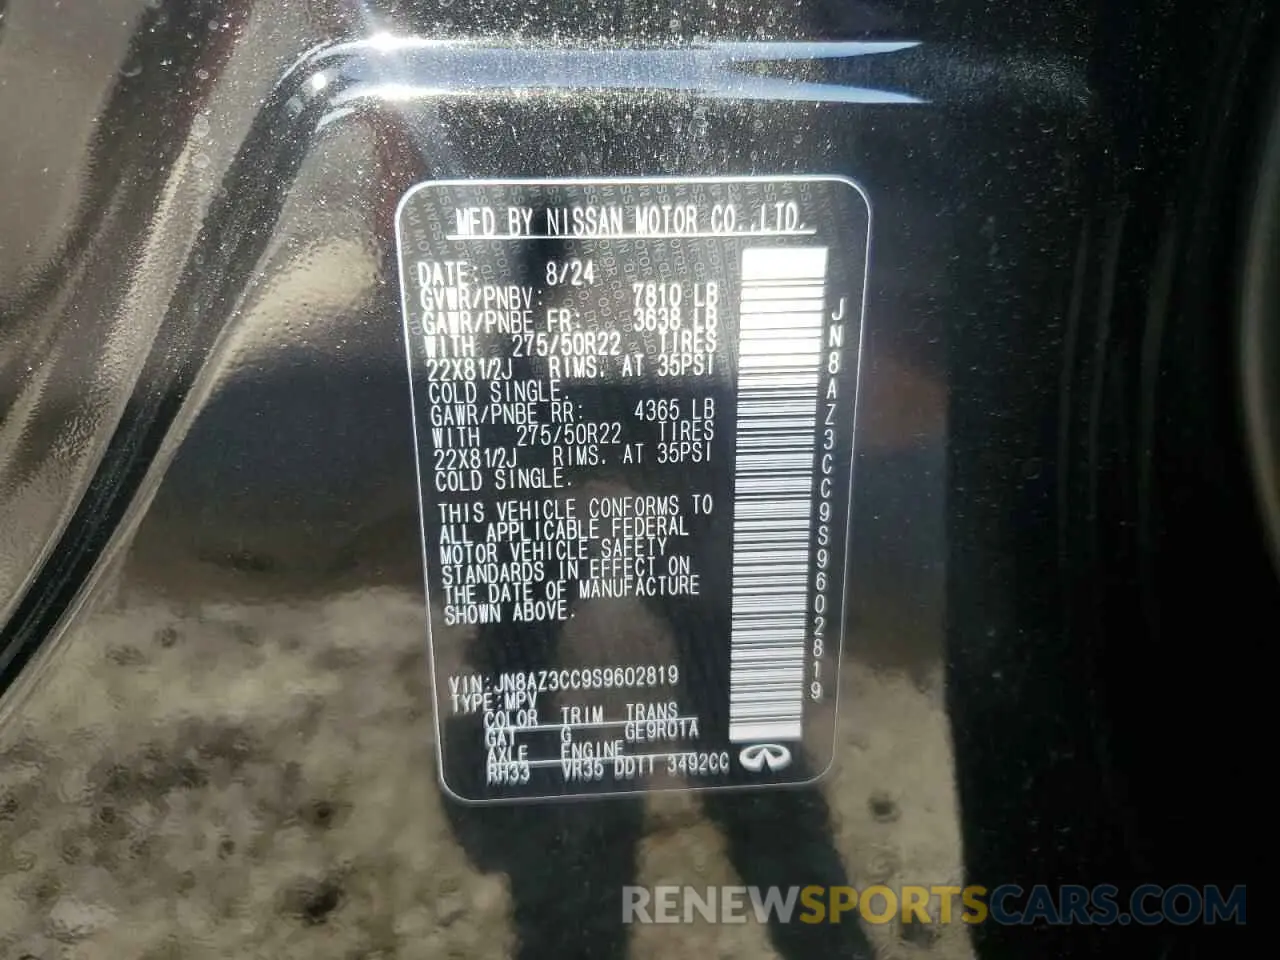 MFD BY NISSAN MOTOR CO.,LTD.
DATE: 8/24
GVWR/PNBV: 7810 LB
GAWR/PNBE FR: 3638 LB
WITH 275/50R22 TIRES
22X81/2J RIMS. AT 35PSI
COLD SINGLE.
GAWR/PNBE RR: 4365 LB
WITH 275/50R22 TIRES
22X81/2J RIMS. AT 35PSI
COLD SINGLE.
THIS VEHICLE CONFORMS TO
ALL APPLICABLE FEDERAL
MOTOR VEHICLE SAFETY
STANDARDS IN EFFECT ON
THE DATE OF MANUFACTURE
SHOWN ABOVE.
VIN:JN8AZ3CC9S9602819
TYPE:MPV
COLOR TRIM TRANS
GAT G GE9R01A
AXLE ENGINE
RH33 VR35 DDTT 3492CC
JN8AZ3CC9S9602819
RENEWSPORTSCARS.COM